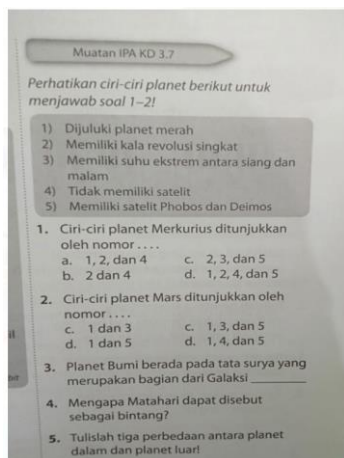 Muatan IPA KD 3.7
Perhatikan ciri-ciri planet berikut untuk
menjawab soal 1–2!
1) Dijuluki planet merah
2) Memiliki kala revolusi singkat
3) Memiliki suhu ekstrem antara siang dan
malam
4) Tidak memiliki satelit
5) Memiliki satelit Phobos dan Deimos
1. Ciri-ciri planet Merkurius ditunjukkan
oleh nomor . . . .
a. 1, 2, dan 4 c. 2, 3, dan 5
b. 2 dan 4 d. 1, 2, 4, dan 5
2. Ciri-ciri planet Mars ditunjukkan oleh
nomor . . . .
c. 1 dan 3 c. 1, 3, dan 5
d. 1 dan 5 d. 1, 4, dan 5
3. Planet Bumi berada pada tata surya yang
merupakan bagian dari Galaksi ________
4. Mengapa Matahari dapat disebut
sebagai bintang?
5. Tulislah tiga perbedaan antara planet
dalam dan planet luar!